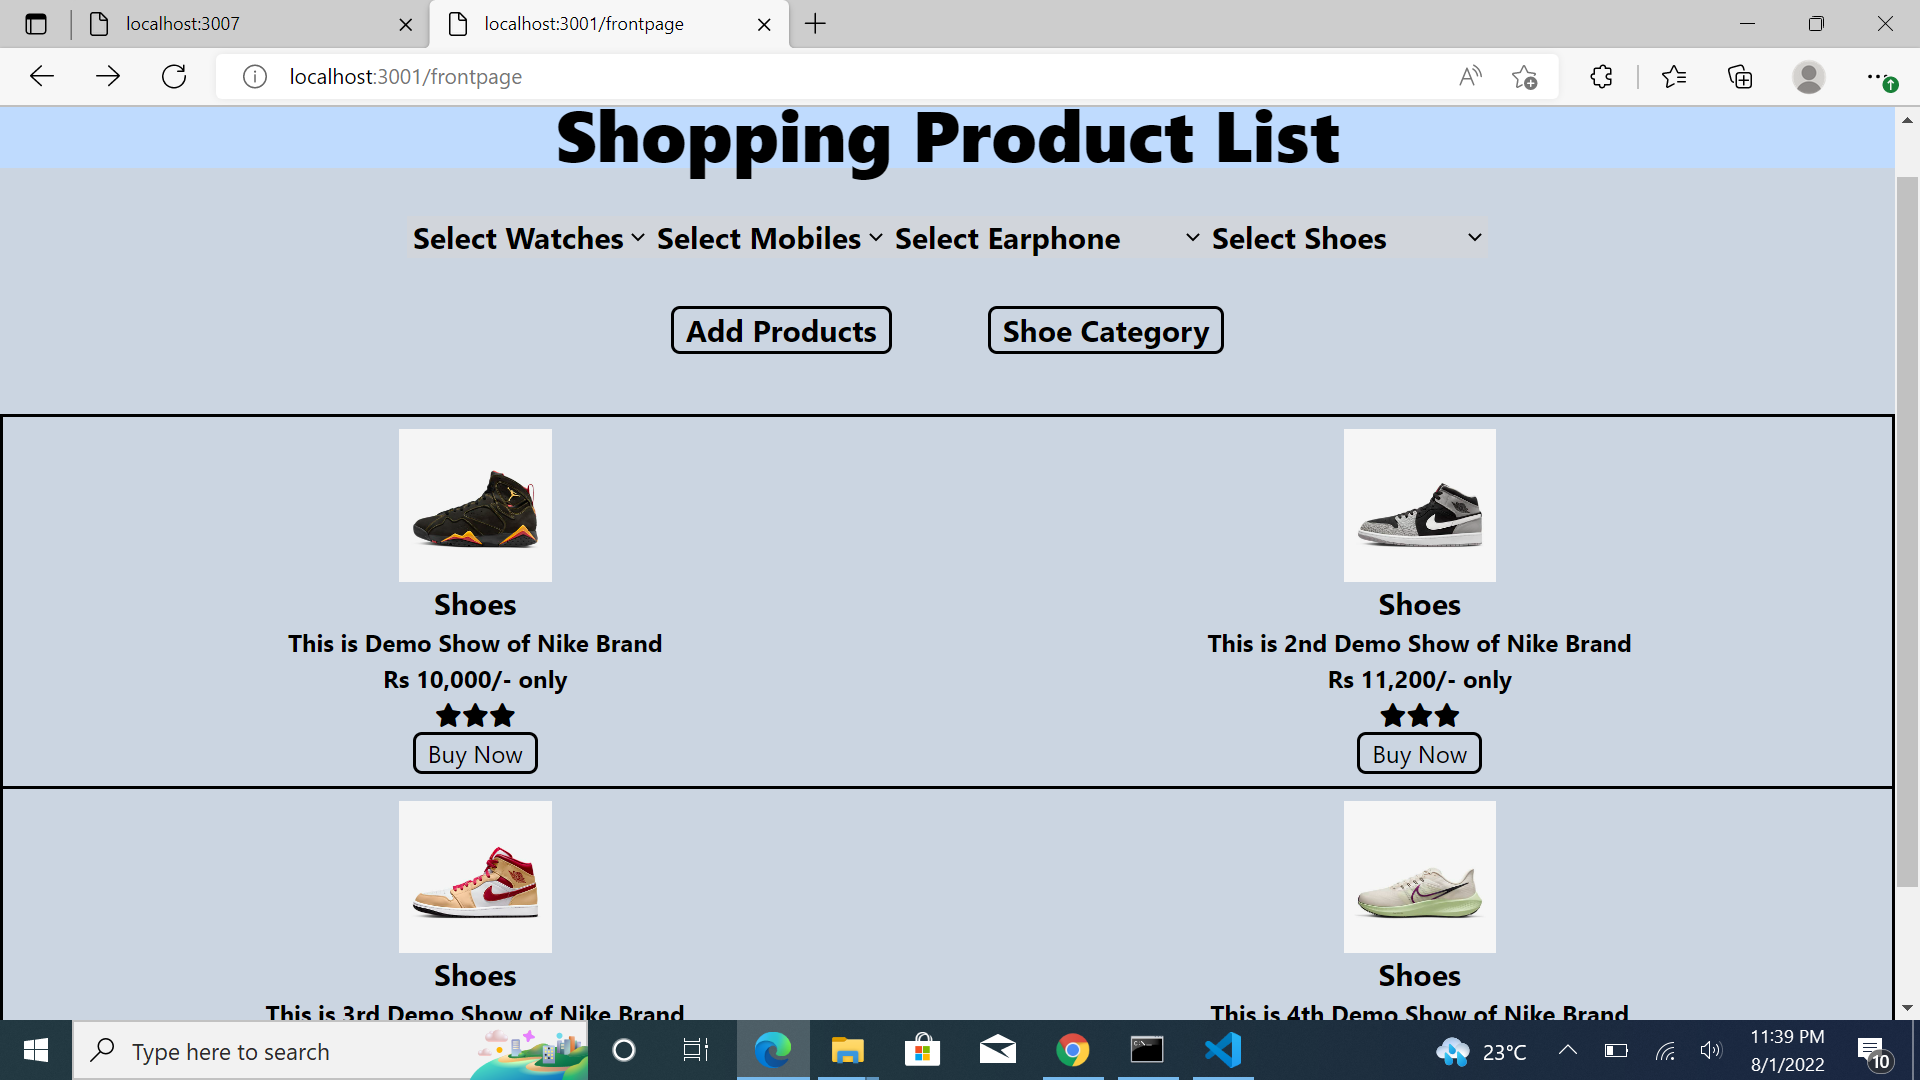 localhost:3007
localhost:3001/frontpage
localhost:3001/frontpage
Shopping Product List
Select Watches Select Mobiles Select Earphone Select Shoes
Add Products Shoe Category
Shoes Shoes
This is Demo Show of Nike Brand This is 2nd Demo Show of Nike Brand
Rs 10,000/- only Rs 11,200/- only
Buy Now Buy Now
Shoes Shoes
This is 3rd Demo Show of Nike Brand This is 4th Demo Show of Nike Brand
Type here to search
23°C
11:39 PM
8/1/2022
10